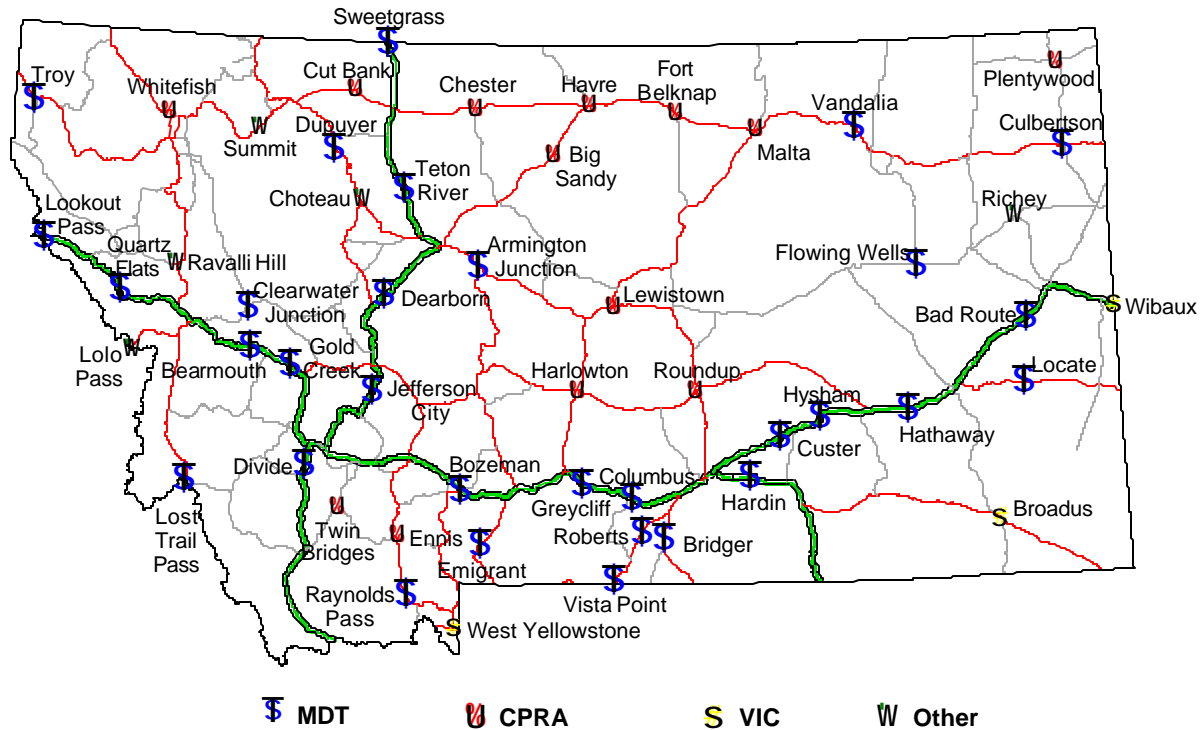 Sweetgrass
Troy
Whitefish
Cut Bank
Chester
Havre
Fort
Belknap
Plentywood
Vandalia
Culbertson
Summit
Dupuyer
Malta
Big
Sandy
Teton
River
Choteau
Richey
Lookout
Pass
Quartz
Flats
Ravalli Hill
Armington
Junction
Flowing Wells
Clearwater
Junction
Dearborn
Lewistown
Bad Route
Wibaux
Lolo
Pass
Bearmouth
Gold
Creek
Jefferson
City
Harlowton
Roundup
Locate
Hysham
Hathaway
Custer
Divide
Bozeman
Columbus
Greycliff
Hardin
Lost
Trail
Pass
Twin
Bridges
Ennis
Emigrant
Roberts
Bridger
Broadus
Raynolds
Pass
Vista Point
West Yellowstone
MDT
CPRA
S VIC
Other